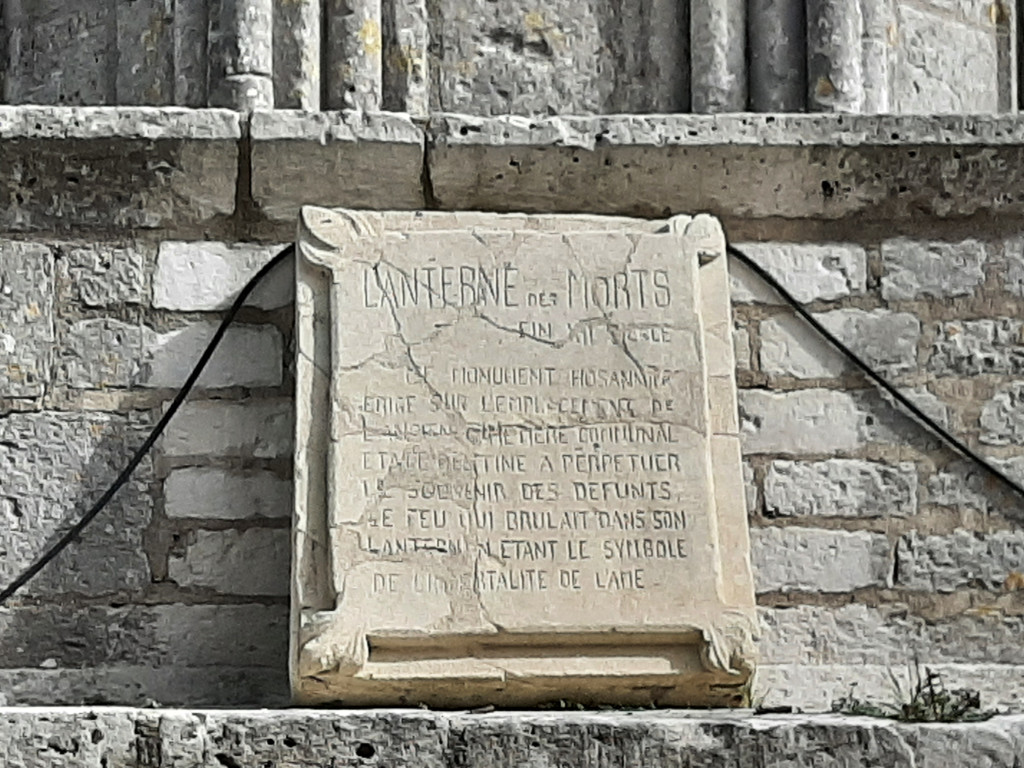 LANTERNE DES MORTS
FIN XII SIECLE
CE MONUMENT HOSANNIER
ERIGE SUR L'EMPLACEMENT DE
L'ANCIEN CIMETIERE COMMUNAL
ETAIT DESTINE A PERPETUER
LE SOUVENIR DES DEFUNTS,
LE FEU QUI BRULAIT DANS SON
LANTERNON ETANT LE SYMBOLE
DE L'IMMORTALITE DE L'AME